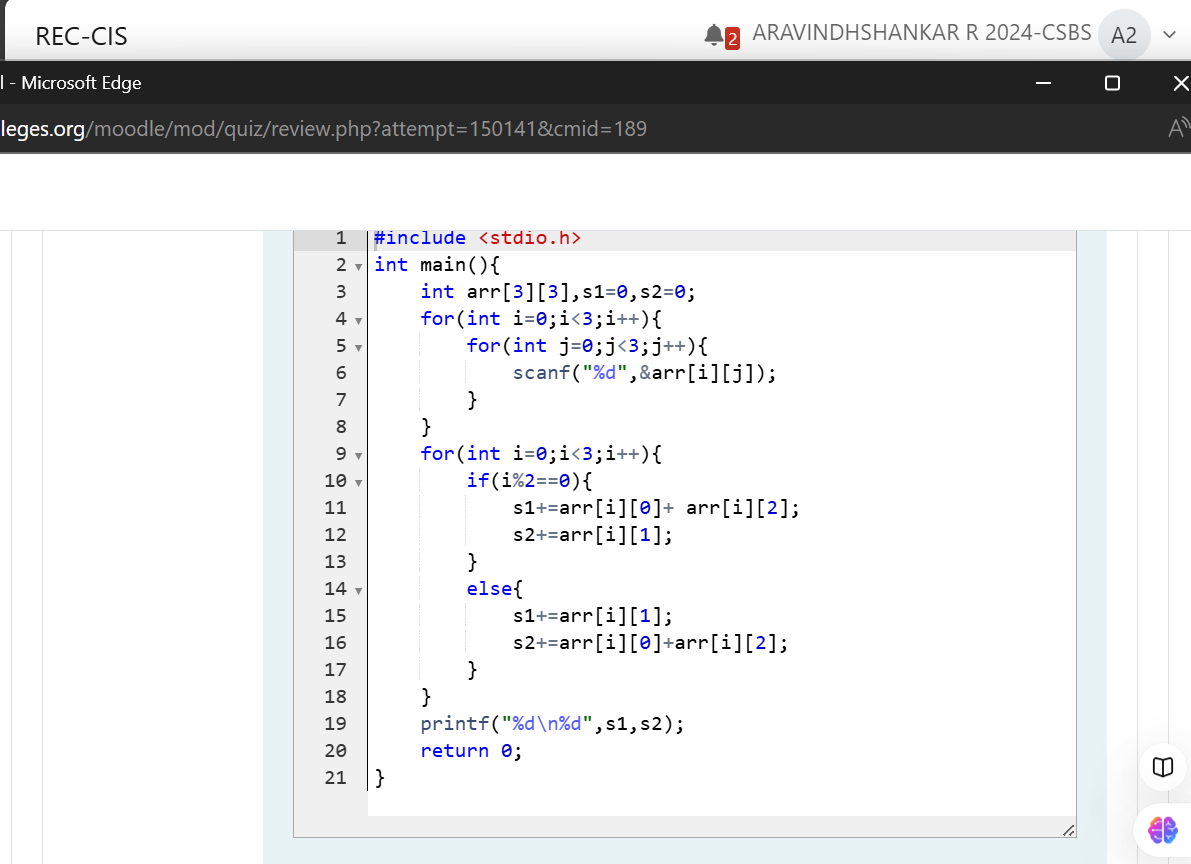 REC-CIS
2 ARAVINDHSHANKAR R 2024-CSBS A2
l - Microsoft Edge
leges.org/moodle/mod/quiz/review.php?attempt=150141&cmid=189
1 #include <stdio.h>
2 int main(){
3     int arr[3][3],s1=0,s2=0;
4     for(int i=0;i<3;i++){
5         for(int j=0;j<3;j++){
6             scanf("%d",&arr[i][j]);
7         }
8     }
9     for(int i=0;i<3;i++){
10         if(i%2==0){
11             s1+=arr[i][0]+ arr[i][2];
12             s2+=arr[i][1];
13         }
14         else{
15             s1+=arr[i][1];
16             s2+=arr[i][0]+arr[i][2];
17         }
18     }
19     printf("%d\n%d",s1,s2);
20     return 0;
21 }